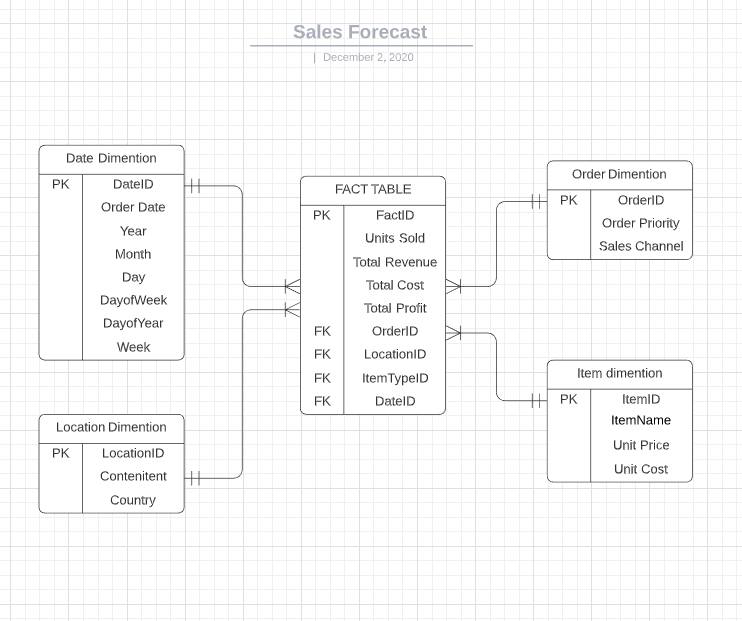 Sales Forecast
| December 2, 2020
Date Dimention
PK DateID
Order Date
Year
Month
Day
DayofWeek
DayofYear
Week
Location Dimention
PK LocationID
Contenitent
Country
FACT TABLE
PK FactID
Units Sold
Total Revenue
Total Cost
Total Profit
FK OrderID
FK LocationID
FK ItemTypeID
FK DateID
Order Dimention
PK OrderID
Order Priority
Sales Channel
Item dimention
PK ItemID
ItemName
Unit Price
Unit Cost